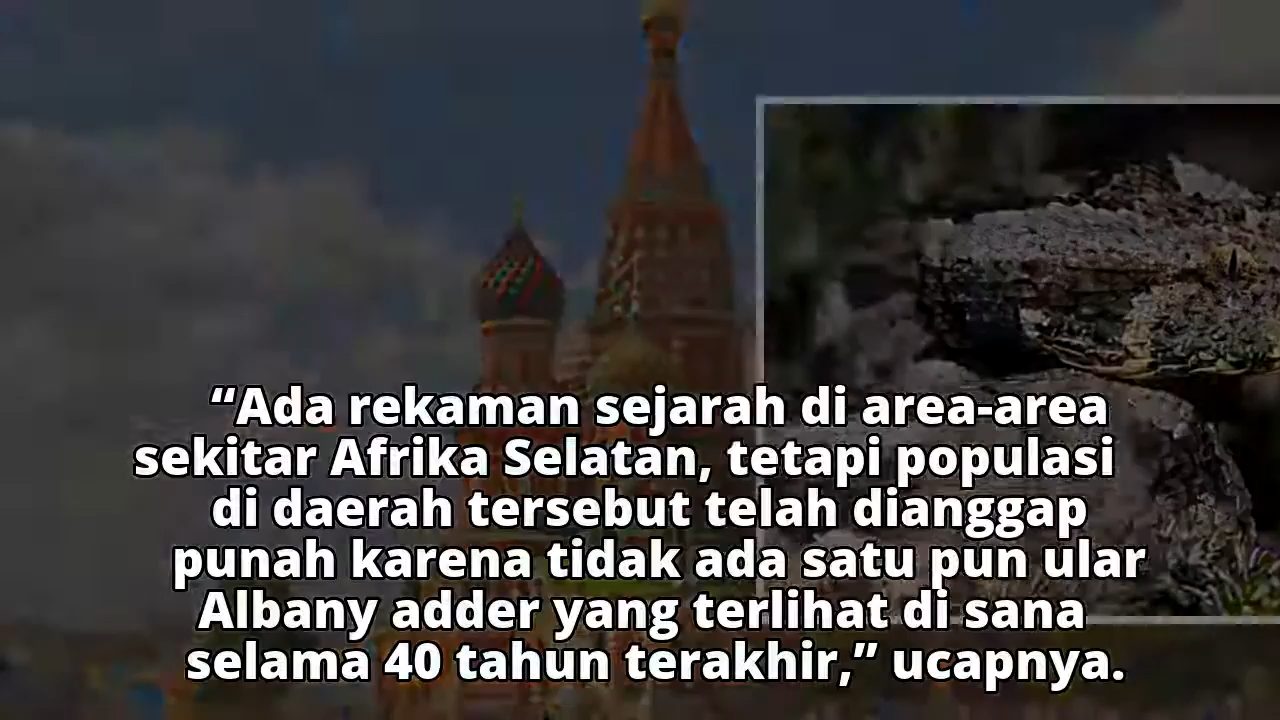 “Ada rekaman sejarah di area-area
sekitar Afrika Selatan, tetapi populasi
di daerah tersebut telah dianggap
punah karena tidak ada satu pun ular
Albany adder yang terlihat di sana
selama 40 tahun terakhir,” ucapnya.